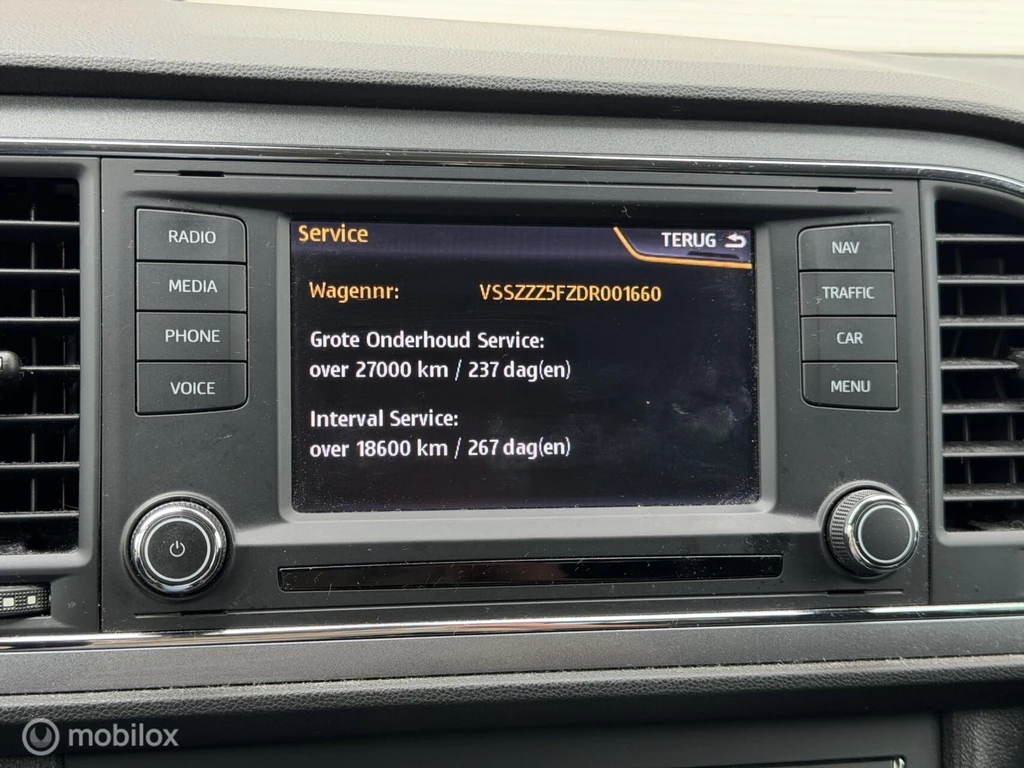 RADIO
MEDIA
PHONE
VOICE
Service
TERUG
Wagennr: VSSZZZ5FZDR001660
Grote Onderhoud Service:
over 27000 km / 237 dag(en)
Interval Service:
over 18600 km / 267 dag(en)
NAV
TRAFFIC
CAR
MENU
mobilox